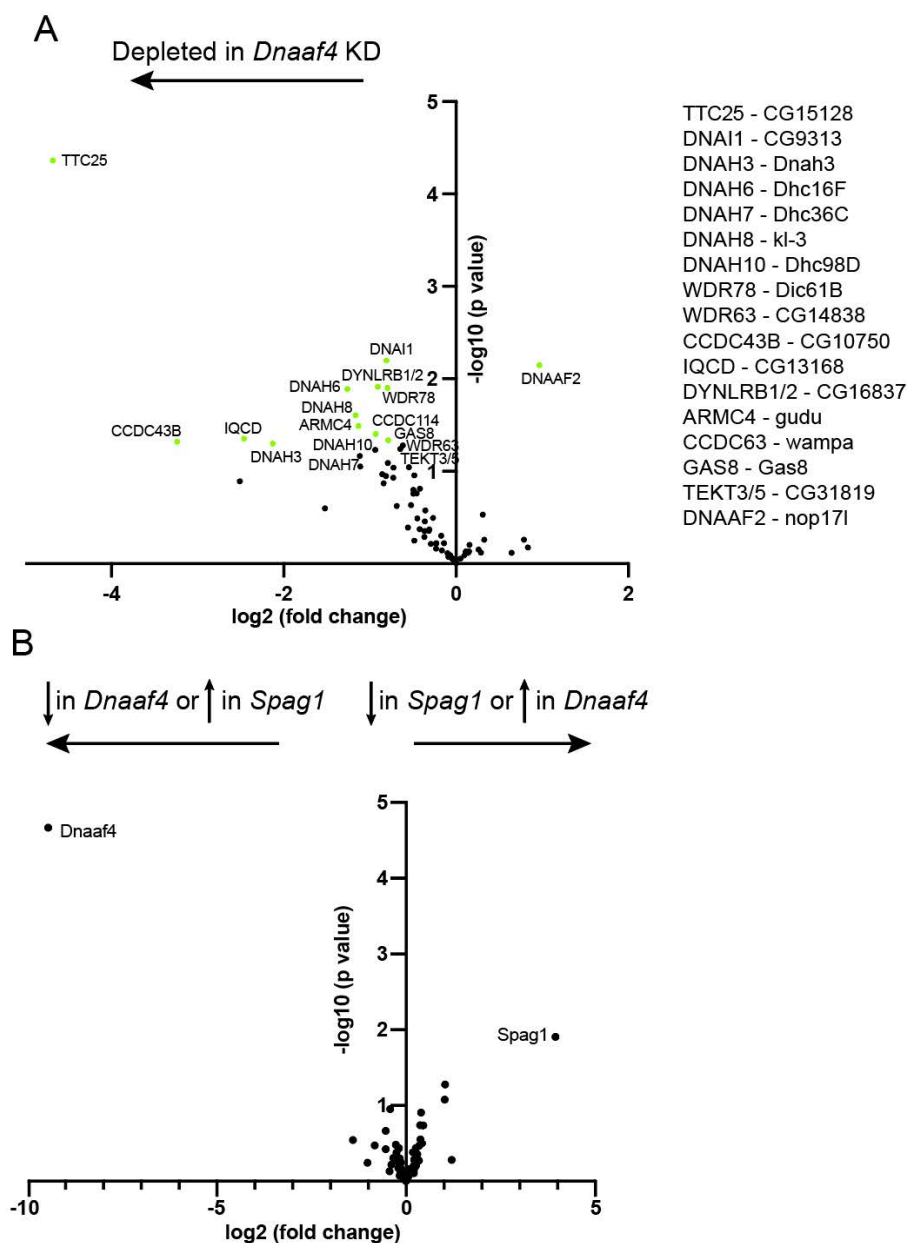 A
Depleted in Dnaaf4 KD
5
TTC25
4
3
-log10 (p value)
DNAI1
2
DYNLRB1/2
DNAH6
WDR78
DNAAF2
DNAH8
ARMC4
CCDC114
CCDC43B
IQCD
GAS8
DNAH10
WDR63
DNAH3
TEKT3/5
DNAH7
1
-4
-2
0
2
log2 (fold change)
TTC25 - CG15128
DNAI1 - CG9313
DNAH3 - Dnah3
DNAH6 - Dhc16F
DNAH7 - Dhc36C
DNAH8 - kl-3
DNAH10 - Dhc98D
WDR78 - Dic61B
WDR63 - CG14838
CCDC43B - CG10750
IQCD - CG13168
DYNLRB1/2 - CG16837
ARMC4 - gudu
CCDC63 - wampa
GAS8 - Gas8
TEKT3/5 - CG31819
DNAAF2 - nop17l
B
↓ in Dnaaf4 or ↑ in Spag1
↓ in Spag1 or ↑ in Dnaaf4
5
Dnaaf4
4
3
-log10 (p value)
2
Spag1
1
-10
-5
0
5
log2 (fold change)